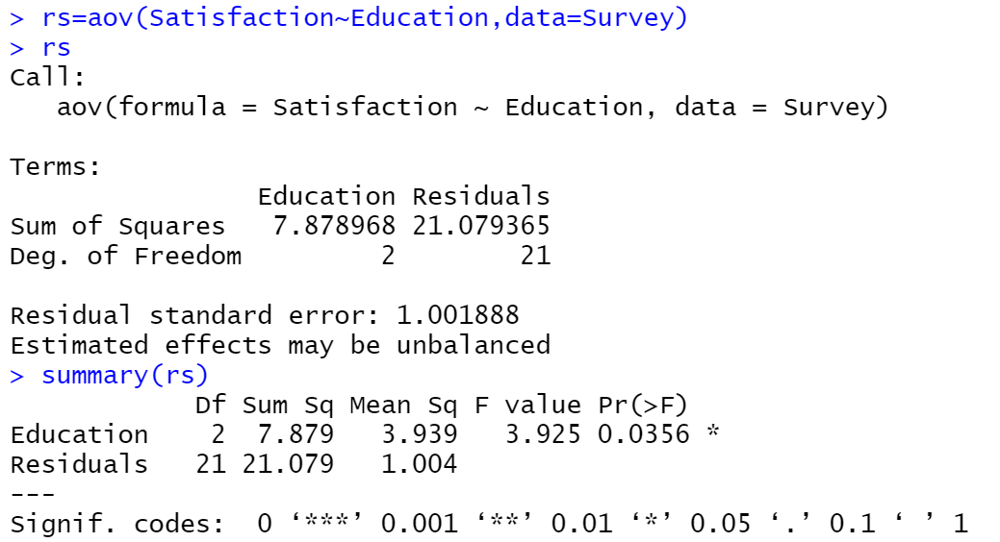 > rs=aov(Satisfaction~Education,data=Survey)
> rs
Call:
   aov(formula = Satisfaction ~ Education, data = Survey)

Terms:
                Education Residuals
Sum of Squares   7.878968 21.079365
Deg. of Freedom         2        21

Residual standard error: 1.001888
Estimated effects may be unbalanced
> summary(rs)
            Df Sum Sq Mean Sq F value Pr(>F)
Education    2  7.879   3.939   3.925 0.0356 *
Residuals   21 21.079   1.004
---
Signif. codes:  0 ‘***’ 0.001 ‘**’ 0.01 ‘*’ 0.05 ‘.’ 0.1 ‘ ’ 1